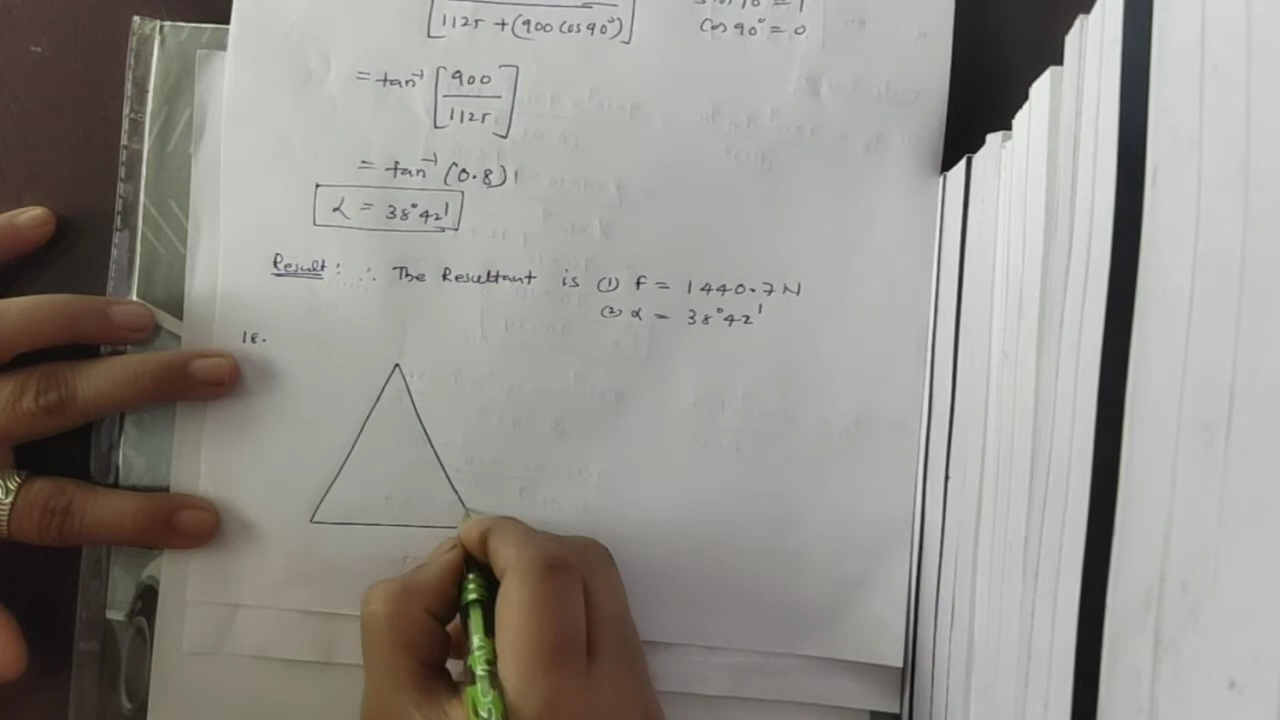 [1125 + (900 cos 90°)]
cos 90° = 0
= tan⁻¹ [900/1125]
= tan⁻¹ (0.8)
α = 38°42'
Result: ∴ The Resultant is (1) F = 1440.7 N
(2) α = 38°42'
18.